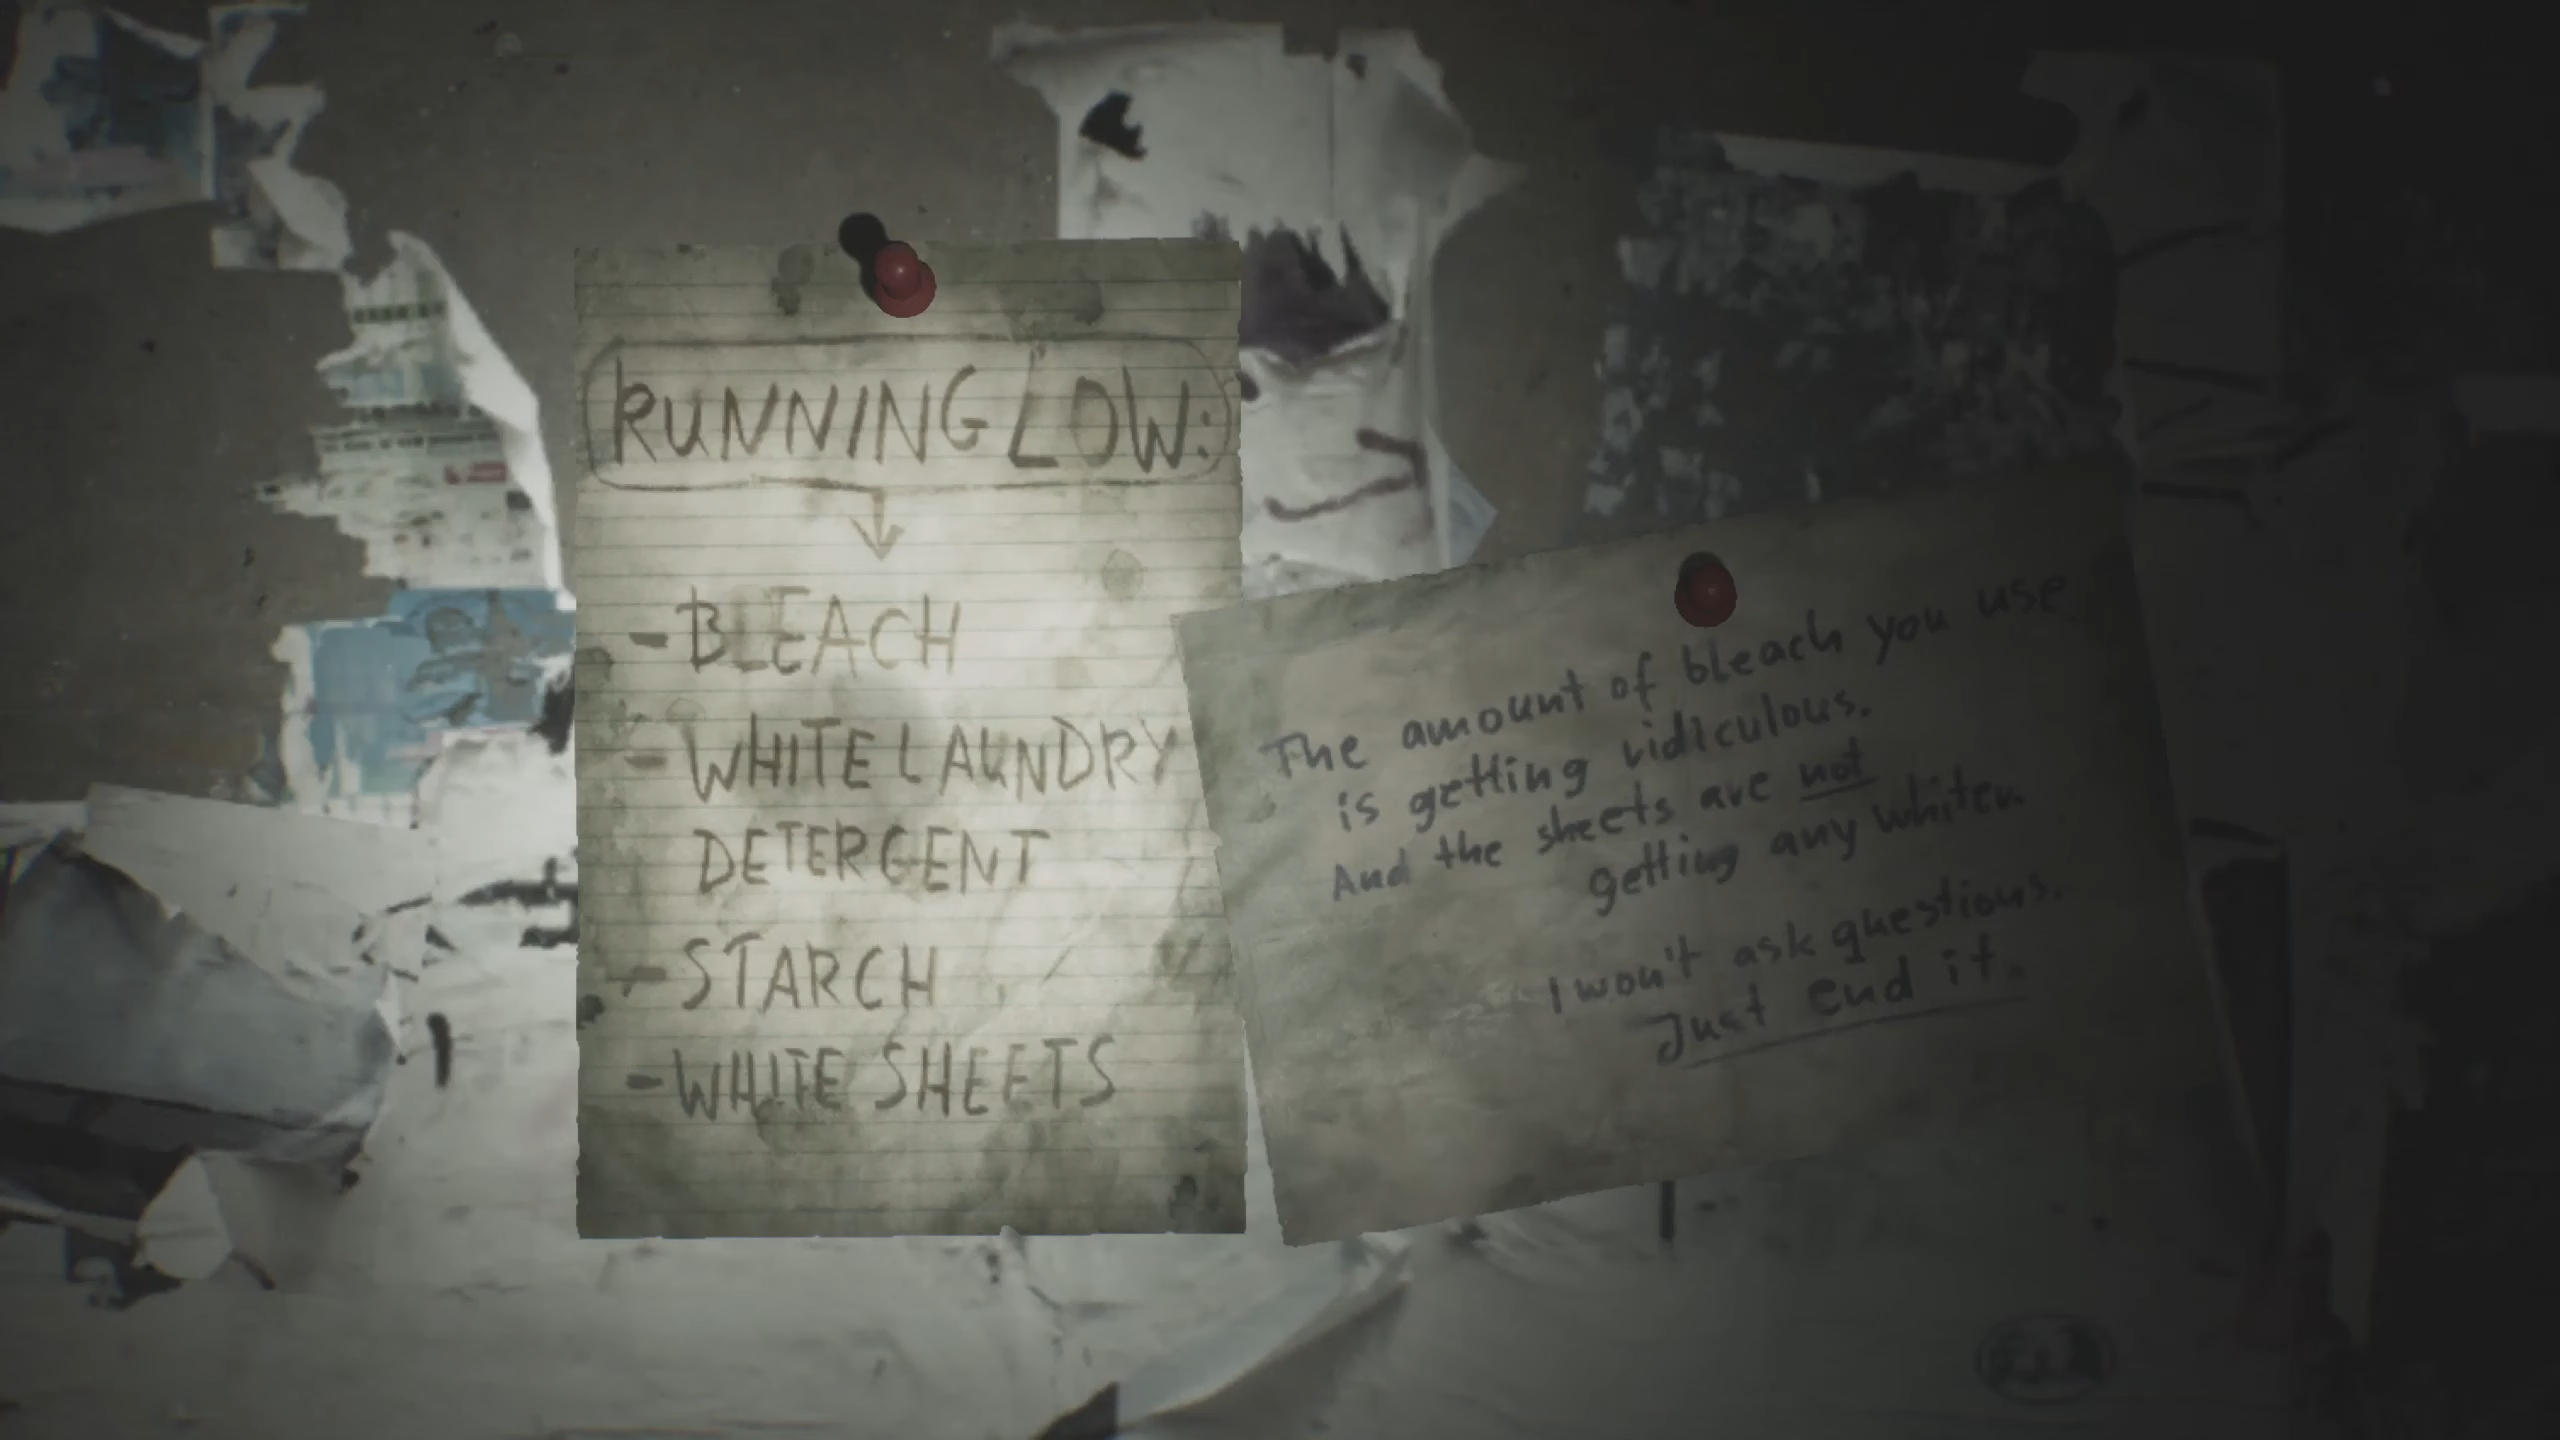 RUNNING LOW:
- BLEACH
- WHITE LAUNDRY
DETERGENT
- STARCH
- WHITE SHEETS
The amount of bleach you use
is getting ridiculous.
And the sheets are not
getting any whiter.
I won't ask questions.
Just end it.